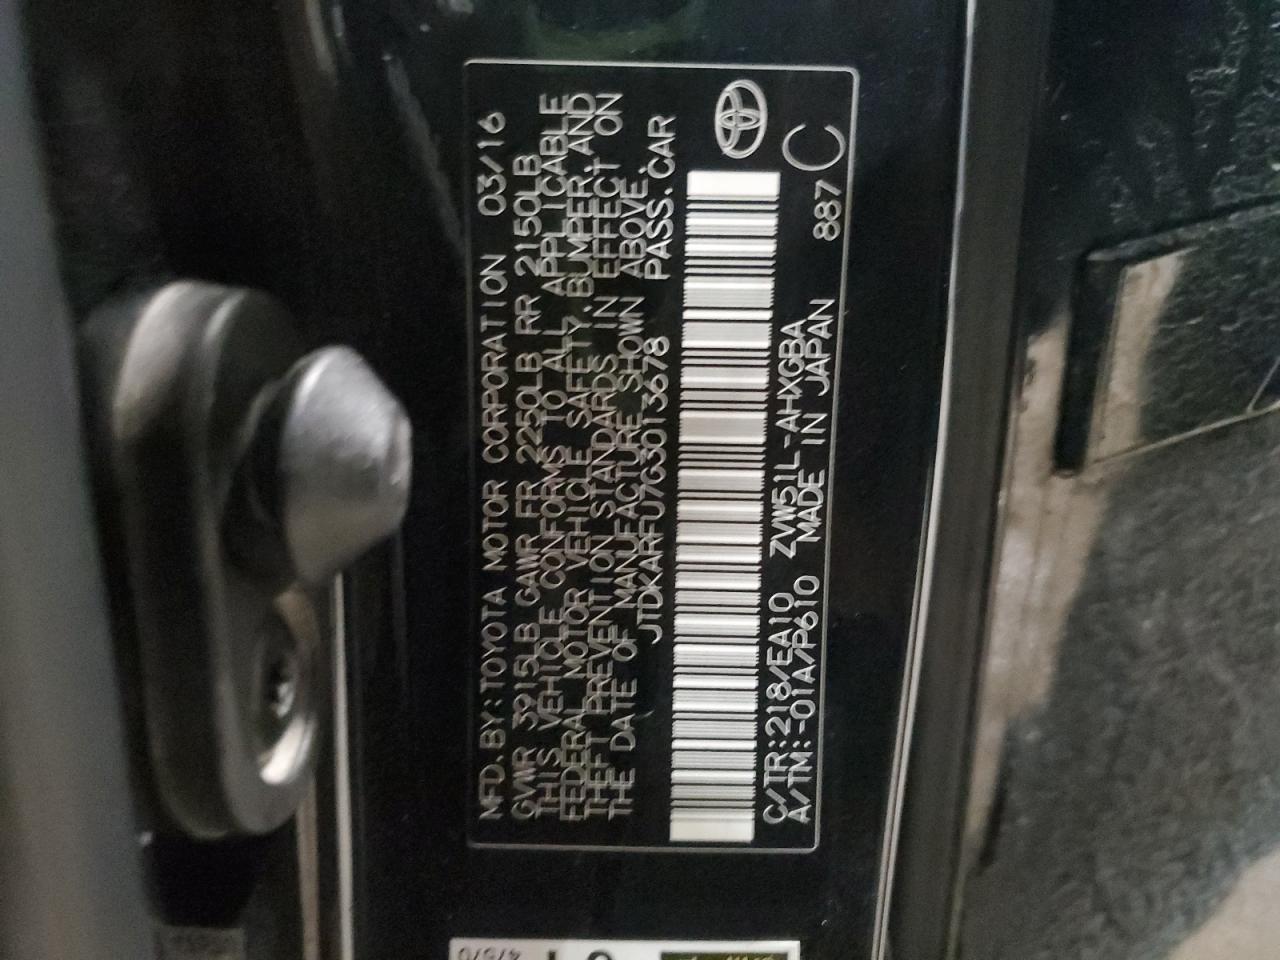 MFD. BY: TOYOTA MOTOR CORPORATION 03/16
GVWR 3915LB GAWR FR 2250LB RR 2150LB
THIS VEHICLE CONFORMS TO ALL APPLICABLE
FEDERAL MOTOR VEHICLE SAFETY, BUMPER, AND
THEFT PREVENTION STANDARDS IN EFFECT ON
THE DATE OF MANUFACTURE SHOWN ABOVE.
JTDKARFU7G3013678 PASS. CAR
C/TR: 218/EA10 ZVW51L-AHXGBA 887 C
A/TM: -01A/P610 MADE IN JAPAN